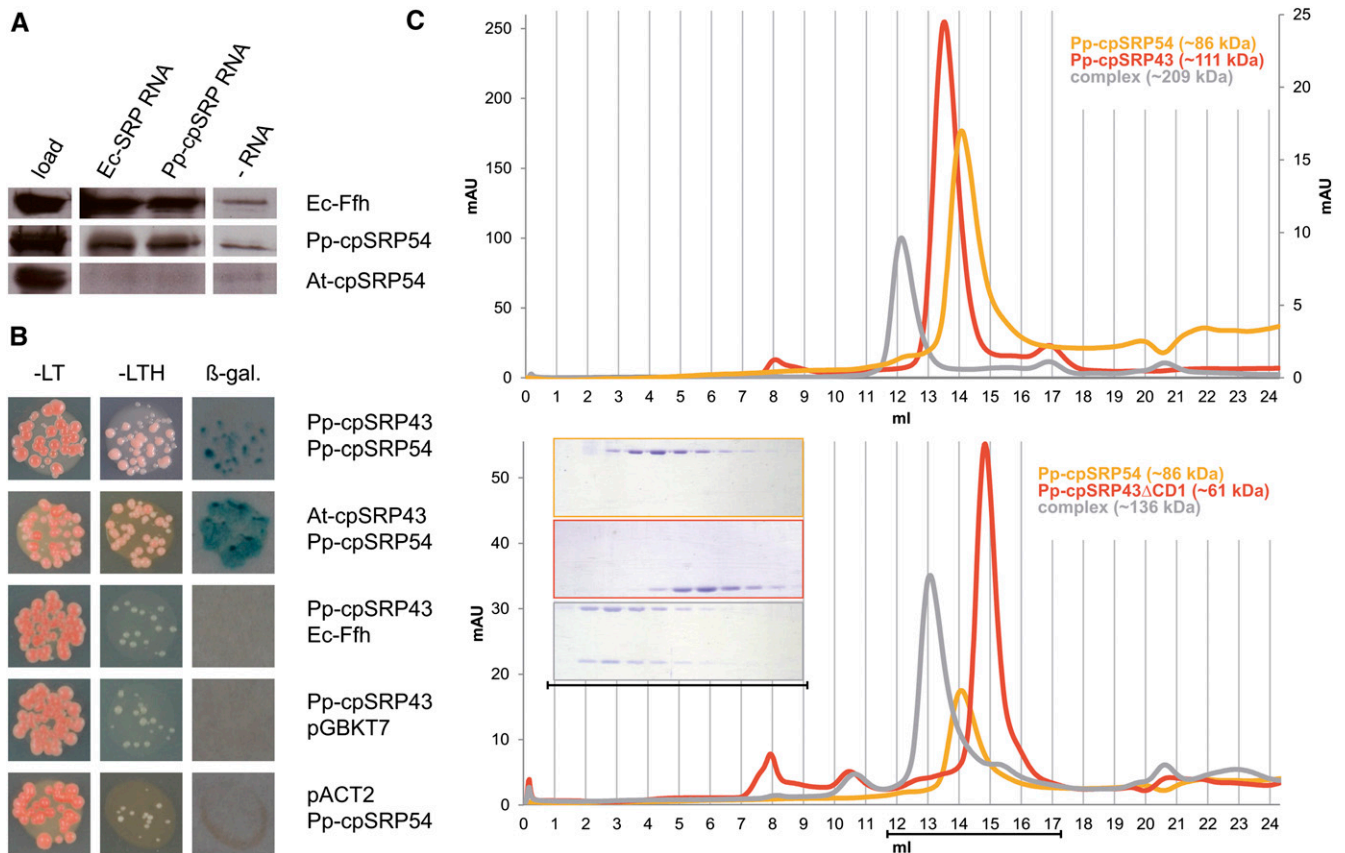 A
load
Ec-SRP RNA
Pp-cpSRP RNA
- RNA
Ec-Ffh
Pp-cpSRP54
At-cpSRP54
B
-LT -LTH ß-gal.
Pp-cpSRP43
Pp-cpSRP54
At-cpSRP43
Pp-cpSRP54
Pp-cpSRP43
Ec-Ffh
Pp-cpSRP43
pGBKT7
pACT2
Pp-cpSRP54
C
Pp-cpSRP54 (~86 kDa)
Pp-cpSRP43 (~111 kDa)
complex (~209 kDa)
250
200
150
100
50
0
mAU
25
20
15
10
5
0
mAU
0 1 2 3 4 5 6 7 8 9 10 11 12 13 14 15 16 17 18 19 20 21 22 23 24
ml
Pp-cpSRP54 (~86 kDa)
Pp-cpSRP43ΔCD1 (~61 kDa)
complex (~136 kDa)
50
40
30
20
10
0
mAU
0 1 2 3 4 5 6 7 8 9 10 11 12 13 14 15 16 17 18 19 20 21 22 23 24
ml